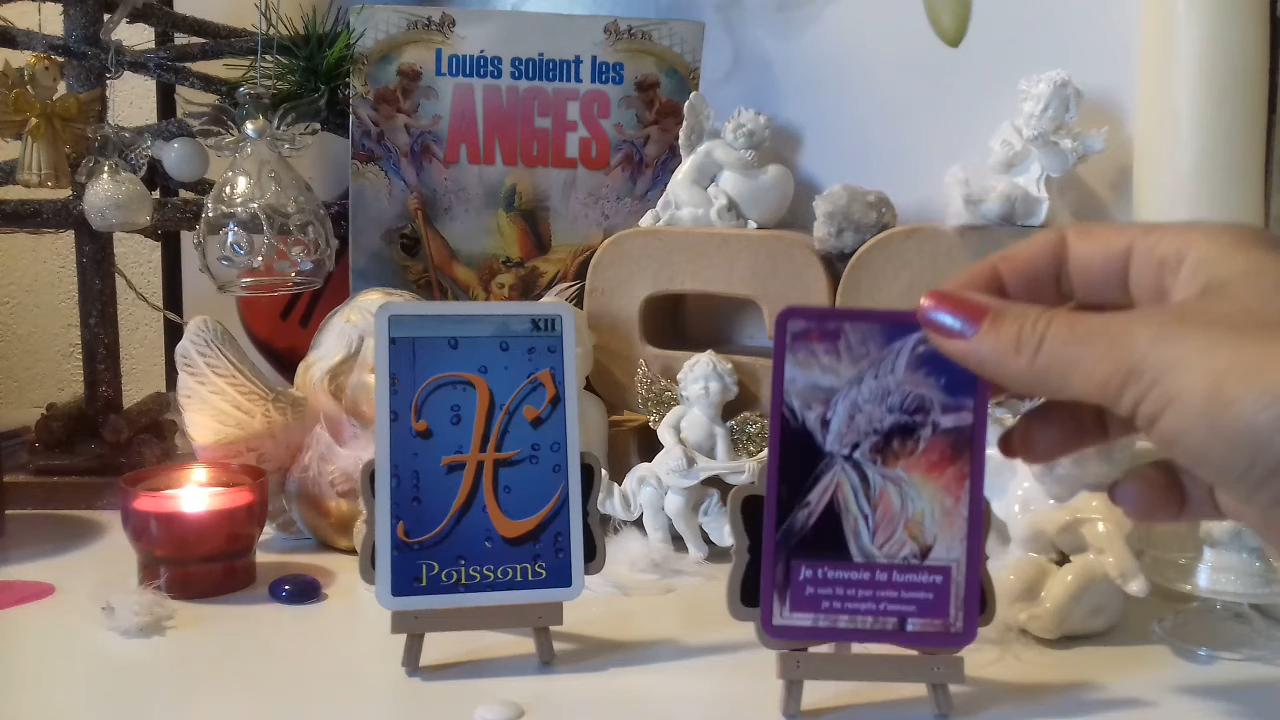 Loués soient les
ANGES
XII
Poissons
Je t'envoie la lumière
Je suis là et par cette lumière
je te remplis d'amour.